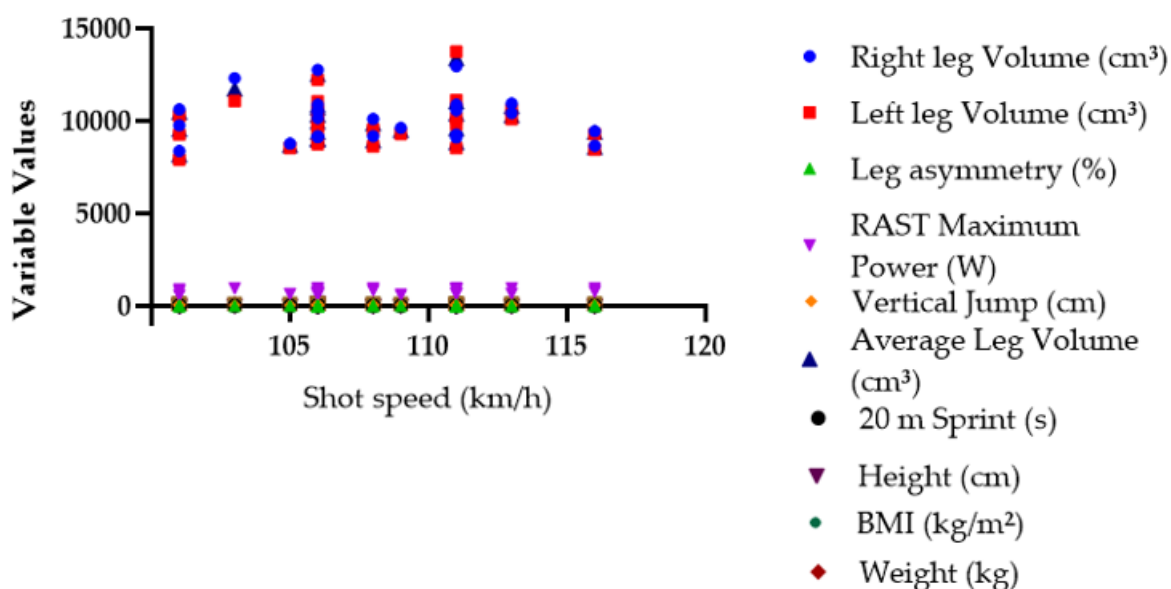 15000
10000
5000
0
Variable Values
105
110
115
120
Shot speed (km/h)
Right leg Volume (cm³)
Left leg Volume (cm³)
Leg asymmetry (%)
RAST Maximum
Power (W)
Vertical Jump (cm)
Average Leg Volume
(cm³)
20 m Sprint (s)
Height (cm)
BMI (kg/m²)
Weight (kg)